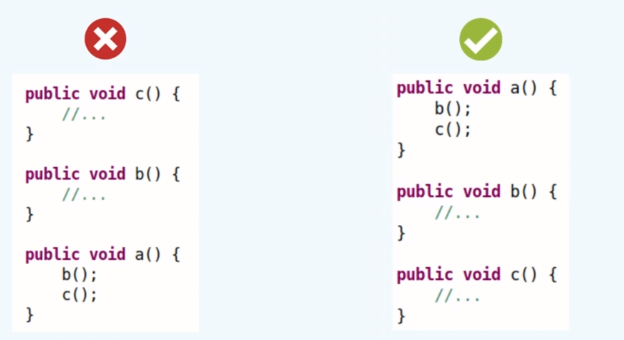 public void c() {
    //...
}
public void b() {
    //...
}
public void a() {
    b();
    c();
}
public void a() {
    b();
    c();
}
public void b() {
    //...
}
public void c() {
    //...
}